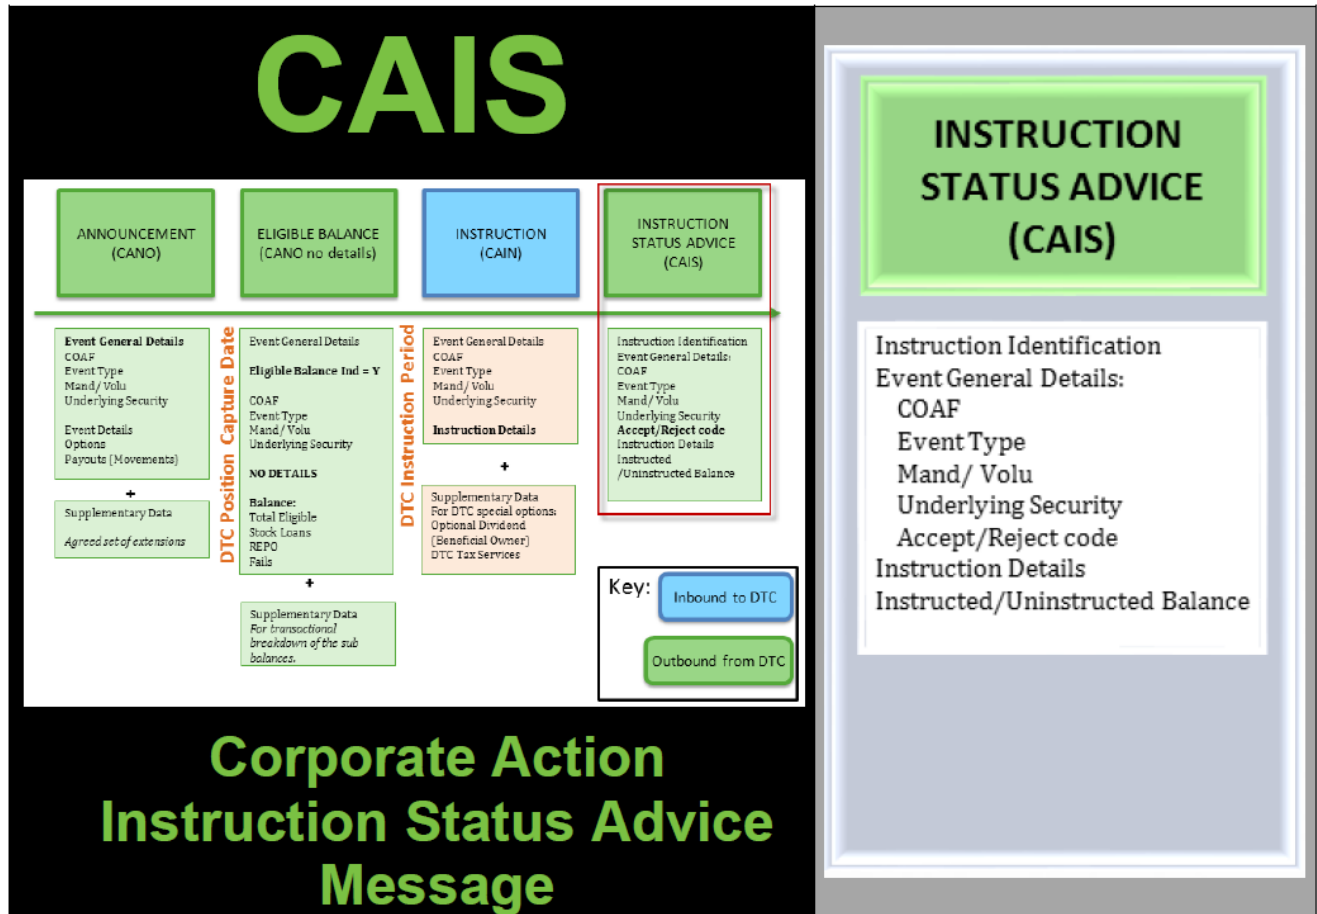 CAIS
ANNOUNCEMENT
(CANO)
ELIGIBLE BALANCE
(CANO no details)
INSTRUCTION
(CAIN)
INSTRUCTION
STATUS ADVICE
(CAIS)
Event General Details
COAF
Event Type
Mand/ Volu
Underlying Security
Event Details
Options
Payouts (Movements)
+
Supplementary Data
Agreed set of extensions
DTC Position Capture Date
Event General Details
Eligible Balance Ind = Y
COAF
Event Type
Mand/ Volu
Underlying Security
NO DETAILS
Balance:
Total Eligible
Stock Loans
REPO
Fails
+
Supplementary Data
For transactional
breakdown of the sub
balances.
DTC Instruction Period
Event General Details
COAF
Event Type
Mand/ Volu
Underlying Security
Instruction Details
+
Supplementary Data
For DTC special options:
Optional Dividend
(Beneficial Owner)
DTC Tax Services
Instruction Identification
Event General Details:
COAF
Event Type
Mand/ Volu
Underlying Security
Accept/Reject code
Instruction Details
Instructed
/Uninstructed Balance
Key:
Inbound to DTC
Outbound from DTC
Corporate Action
Instruction Status Advice
Message
INSTRUCTION
STATUS ADVICE
(CAIS)
Instruction Identification
Event General Details:
COAF
Event Type
Mand/ Volu
Underlying Security
Accept/Reject code
Instruction Details
Instructed/Uninstructed Balance